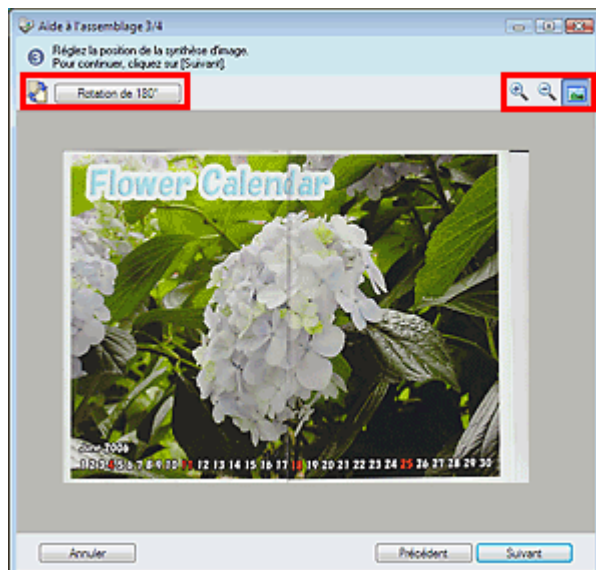 Aide à l'assemblage 3/4
3 Réglez la position de la synthèse d'image.
Pour continuer, cliquez sur [Suivant].
Rotation de 180°
Flower Calendar
June 2006
1 2 3 4 5 6 7 8 9 10 11 12 13 14 15 16 17 18 19 20 21 22 23 24 25 26 27 28 29 30
Annuler Précédent Suivant